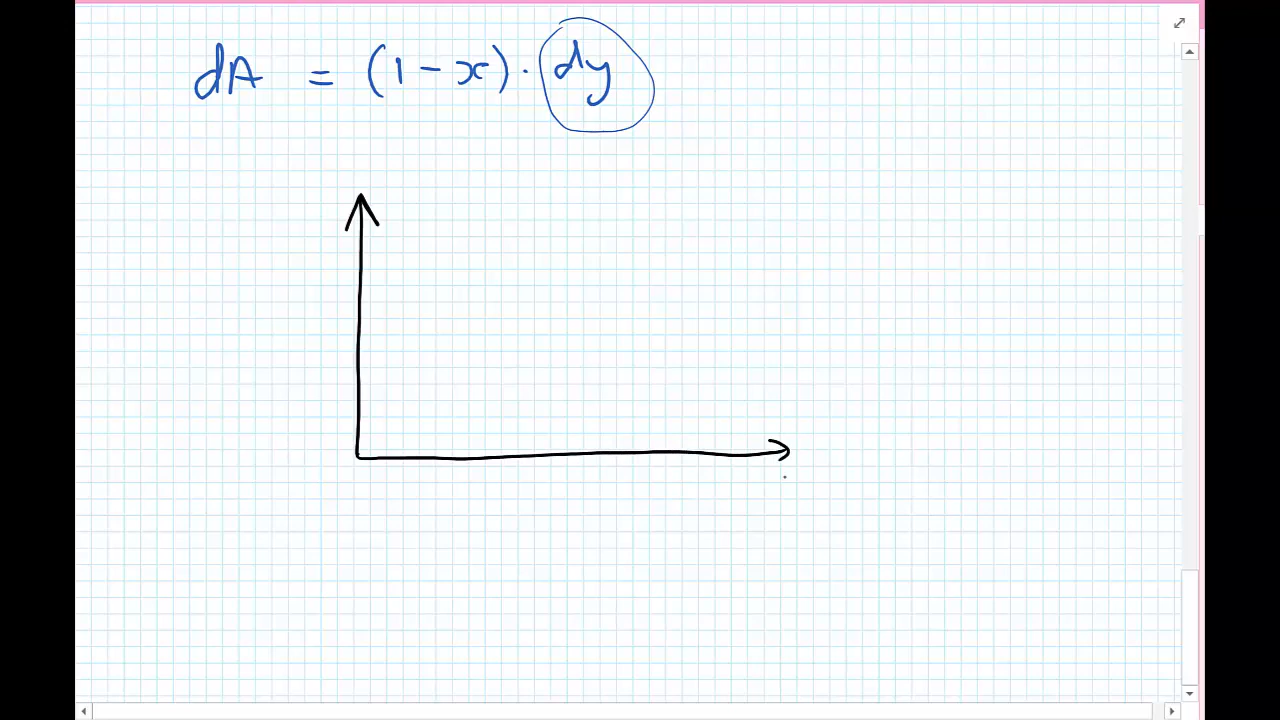 dA = (1 - x) · dy